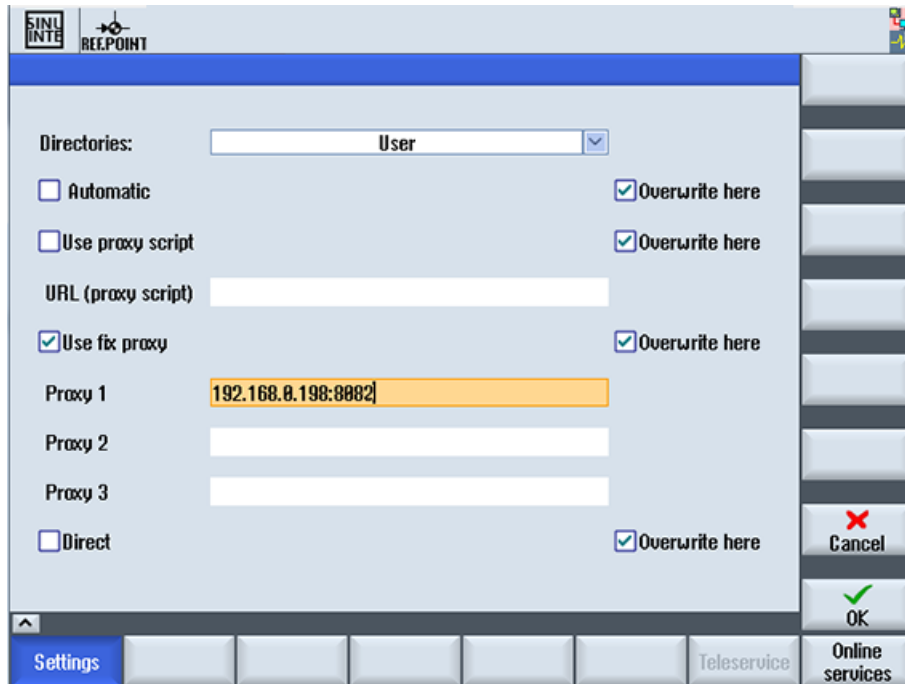 SINU
INTE
REF.POINT
Directories: User
Automatic Overwrite here
Use proxy script Overwrite here
URL (proxy script)
Use fix proxy Overwrite here
Proxy 1 192.168.0.198:8082
Proxy 2
Proxy 3
Direct Overwrite here
Cancel
OK
Settings Teleservice Online services